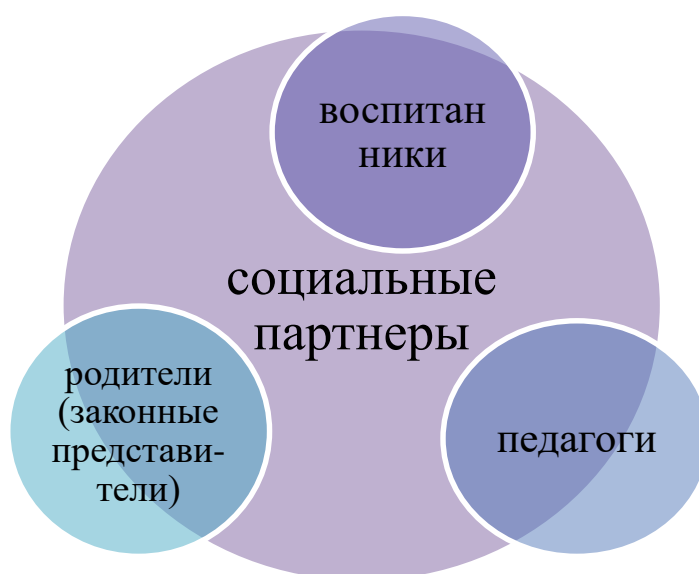 воспитан
ники
социальные
партнеры
родители
(законные
представи-
тели)
педагоги